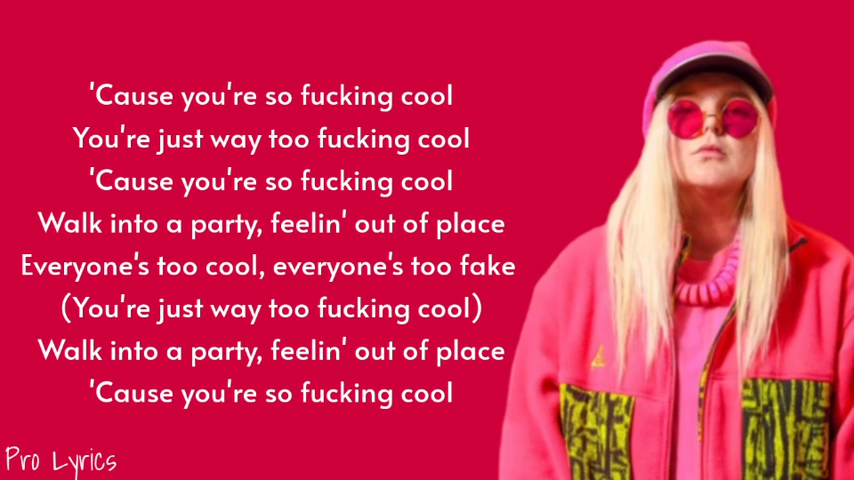 'Cause you're so fucking cool
You're just way too fucking cool
'Cause you're so fucking cool
Walk into a party, feelin' out of place
Everyone's too cool, everyone's too fake
(You're just way too fucking cool)
Walk into a party, feelin' out of place
'Cause you're so fucking cool
Pro Lyrics